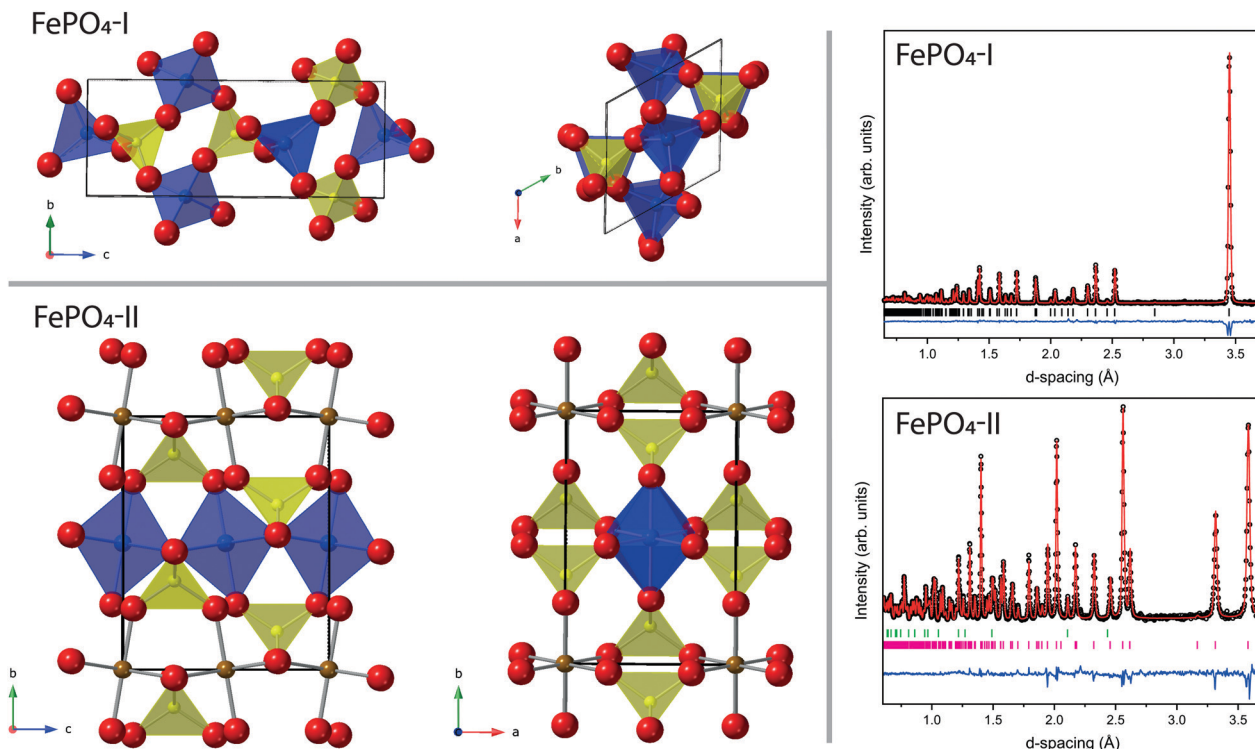 FePO₄-I
b
c
b
a
FePO₄-II
b
c
b
a
FePO₄-I
Intensity (arb. units)
1.0 1.5 2.0 2.5 3.0 3.5
d-spacing (Å)
FePO₄-II
Intensity (arb. units)
1.0 1.5 2.0 2.5 3.0 3.5
d-spacing (Å)